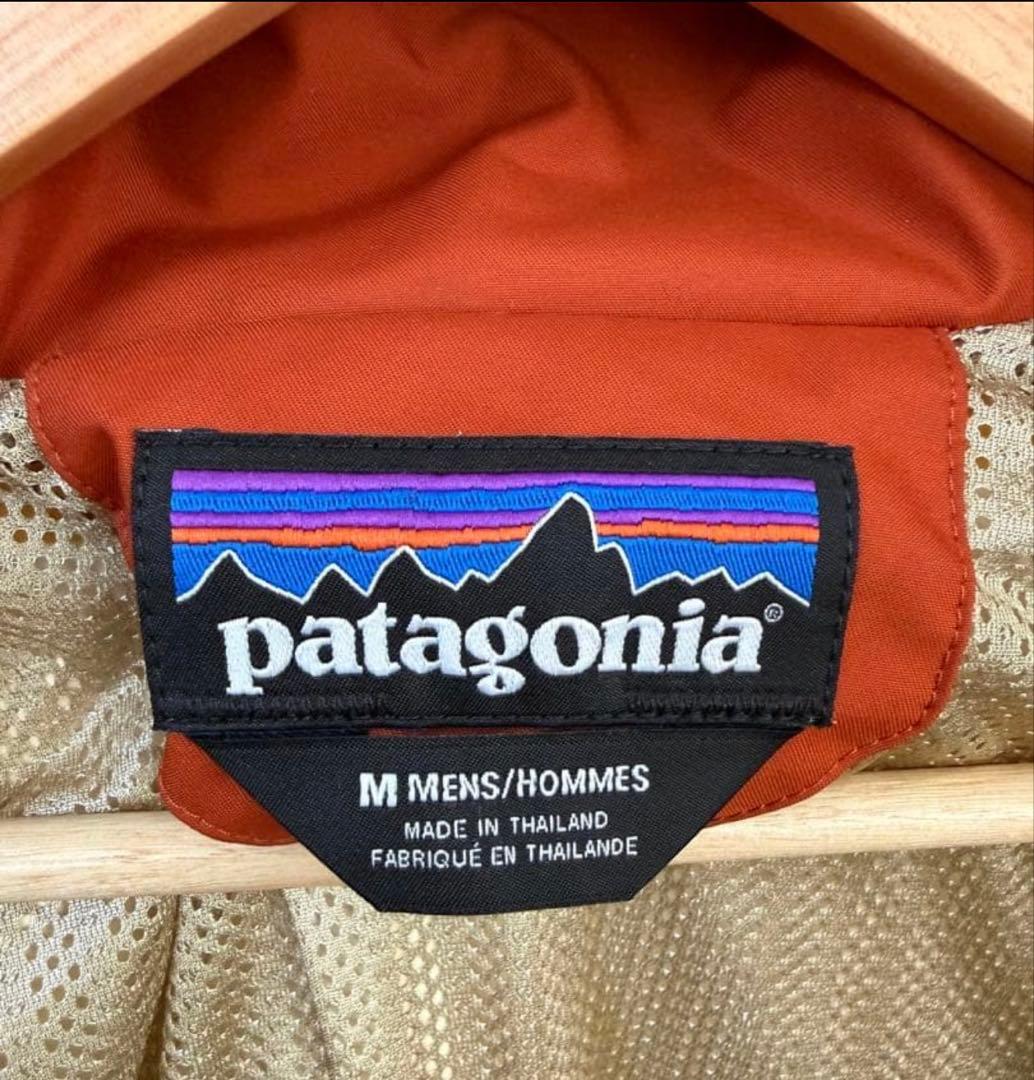 patagonia®
M MENS/HOMMES
MADE IN THAILAND
FABRIQUÉ EN THAILANDE